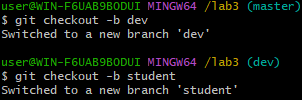 user@WIN-F6UAB9BODUI MINGW64 /lab3 (master)
$ git checkout -b dev
Switched to a new branch 'dev'
user@WIN-F6UAB9BODUI MINGW64 /lab3 (dev)
$ git checkout -b student
Switched to a new branch 'student'